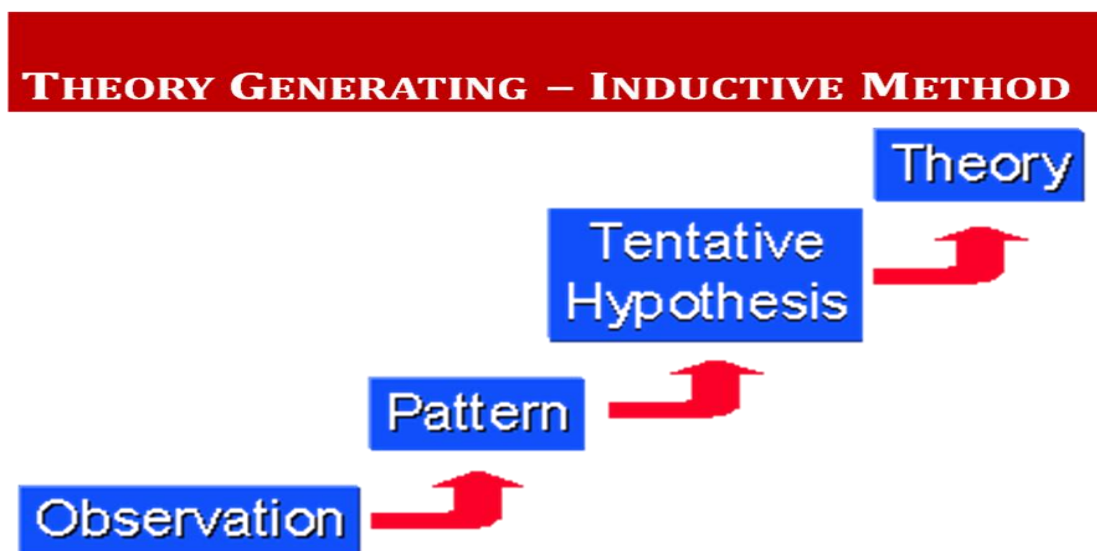 THEORY GENERATING – INDUCTIVE METHOD
Theory
Tentative
Hypothesis
Pattern
Observation